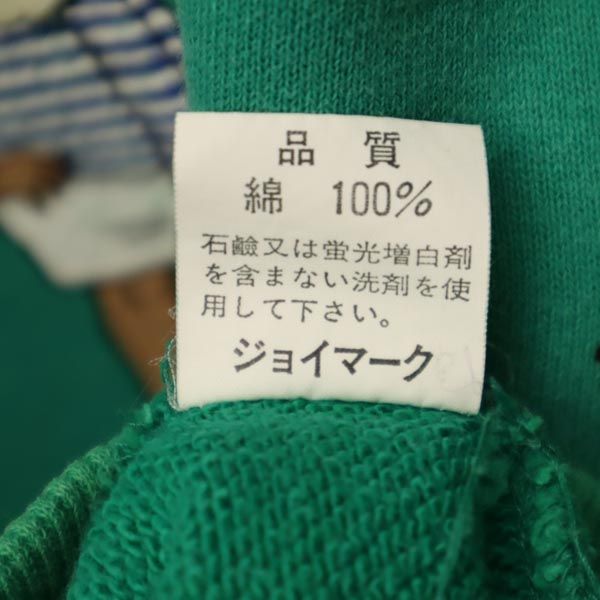 品質
綿 100%
石鹼又は蛍光増白剤
を含まない洗剤を使
用して下さい。
ジョイマーク